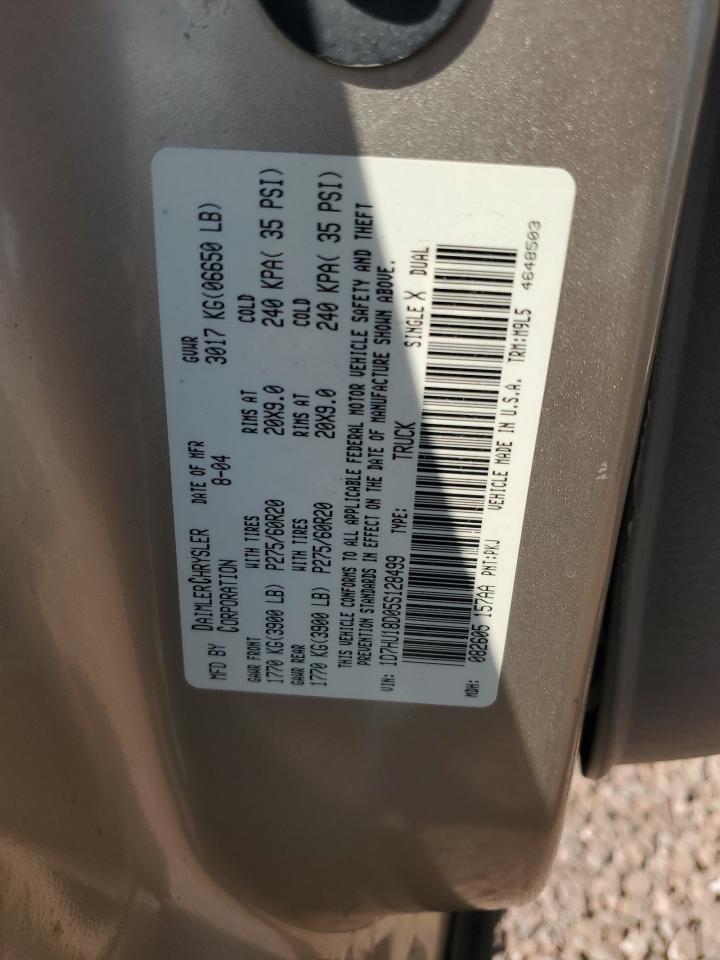 MFD BY DAIMLERCHRYSLER CORPORATION DATE OF MFR 8-04 GVWR 3017 KG(06650 LB)
GAWR FRONT WITH TIRES RIMS AT COLD
1770 KG(3900 LB) P275/60R20 20X9.0 240 KPA( 35 PSI)
GAWR REAR WITH TIRES RIMS AT COLD
1770 KG(3900 LB) P275/60R20 20X9.0 240 KPA( 35 PSI)
THIS VEHICLE CONFORMS TO ALL APPLICABLE FEDERAL MOTOR VEHICLE SAFETY AND THEFT
PREVENTION STANDARDS IN EFFECT ON THE DATE OF MANUFACTURE SHOWN ABOVE.
VIN: 1D7HU18D05S128499 TYPE: TRUCK SINGLE X DUAL
MDH: 082605 157AA PNT:PKJ VEHICLE MADE IN U.S.A. TRM:M9L5 4648503